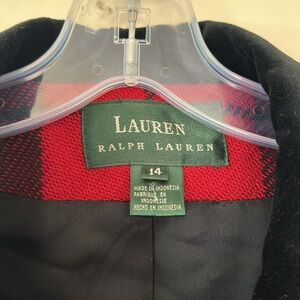 LAUREN
RALPH LAUREN
14
MADE IN INDONESIA
FABRIQUE EN
INDONESIE
HECHO EN INDONESIA